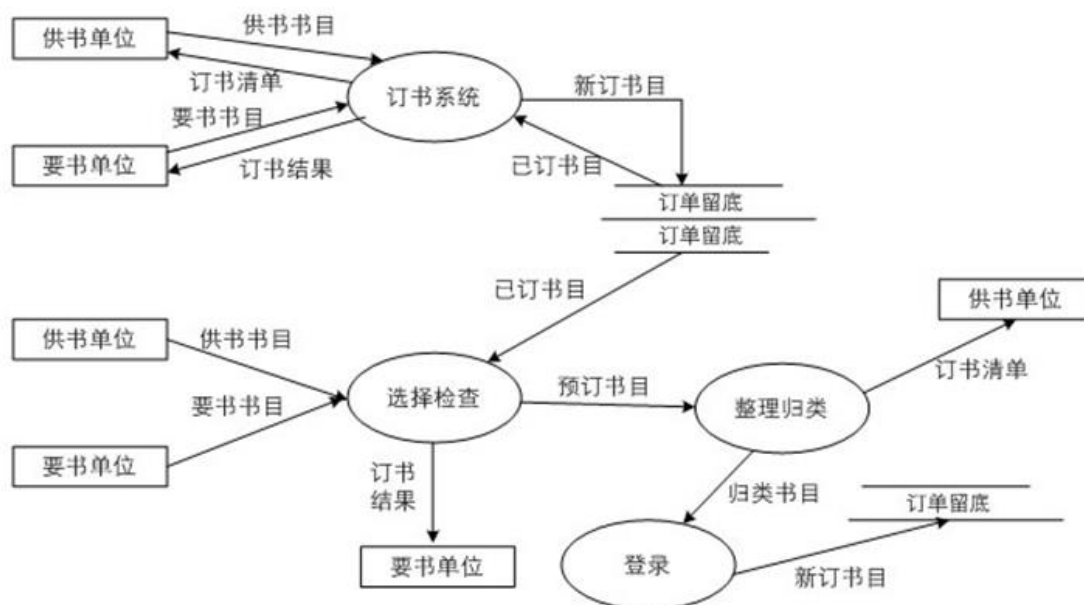 供书单位
供书书目
订书清单
订书系统
新订书目
要书书目
已订书目
要书单位
订书结果
订单留底
订单留底
已订书目
供书单位
供书单位
供书书目
订书清单
选择检查
预订书目
整理归类
要书书目
要书单位
订书
结果
归类书目
订单留底
要书单位
登录
新订书目